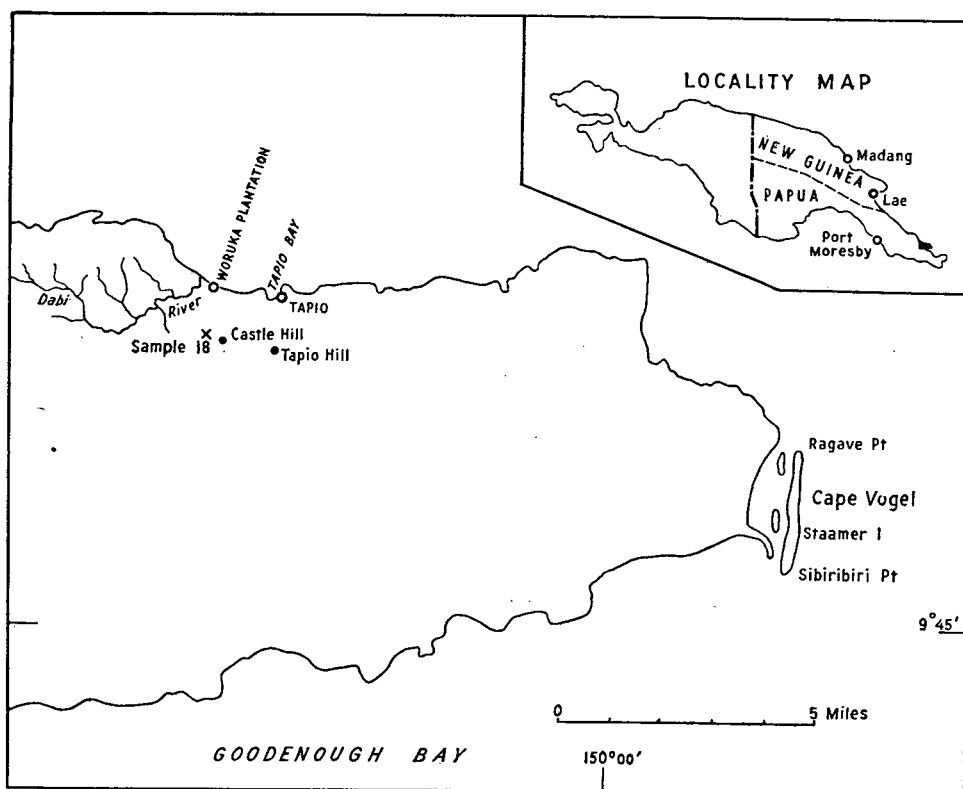 LOCALITY MAP
NEW GUINEA
Madang
Lae
PAPUA
Port
Moresby
WORUKA PLANTATION
TAPIO BAY
Dabi
River
TAPIO
Sample 18
Castle Hill
Tapio Hill
Ragave Pt
Cape Vogel
Staamer I
Sibiribiri Pt
9°45'
0 5 Miles
GOODENOUGH BAY
150°00'